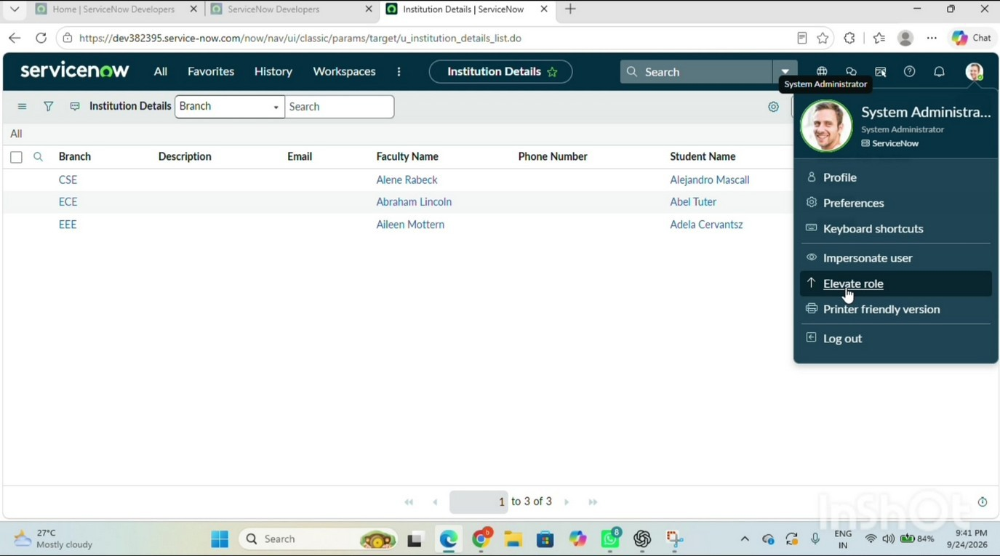 Home | ServiceNow Developers
ServiceNow Developers
Institution Details | ServiceNow
https://dev382395.service-now.com/now/nav/ui/classic/params/target/u_institution_details_list.do
Chat
servicenow
All
Favorites
History
Workspaces
Institution Details
Search
System Administrator
Institution Details
Branch
Search
All
Branch Description Email Faculty Name Phone Number Student Name
CSE Alene Rabeck Alejandro Mascall
ECE Abraham Lincoln Abel Tuter
EEE Aileen Mottern Adela Cervantsz
System Administra...
System Administrator
ServiceNow
Profile
Preferences
Keyboard shortcuts
Impersonate user
Elevate role
Printer friendly version
Log out
1 to 3 of 3
InShOt
27°C
Mostly cloudy
Search
b
8
ENG
IN
84%
9:41 PM
9/24/2026